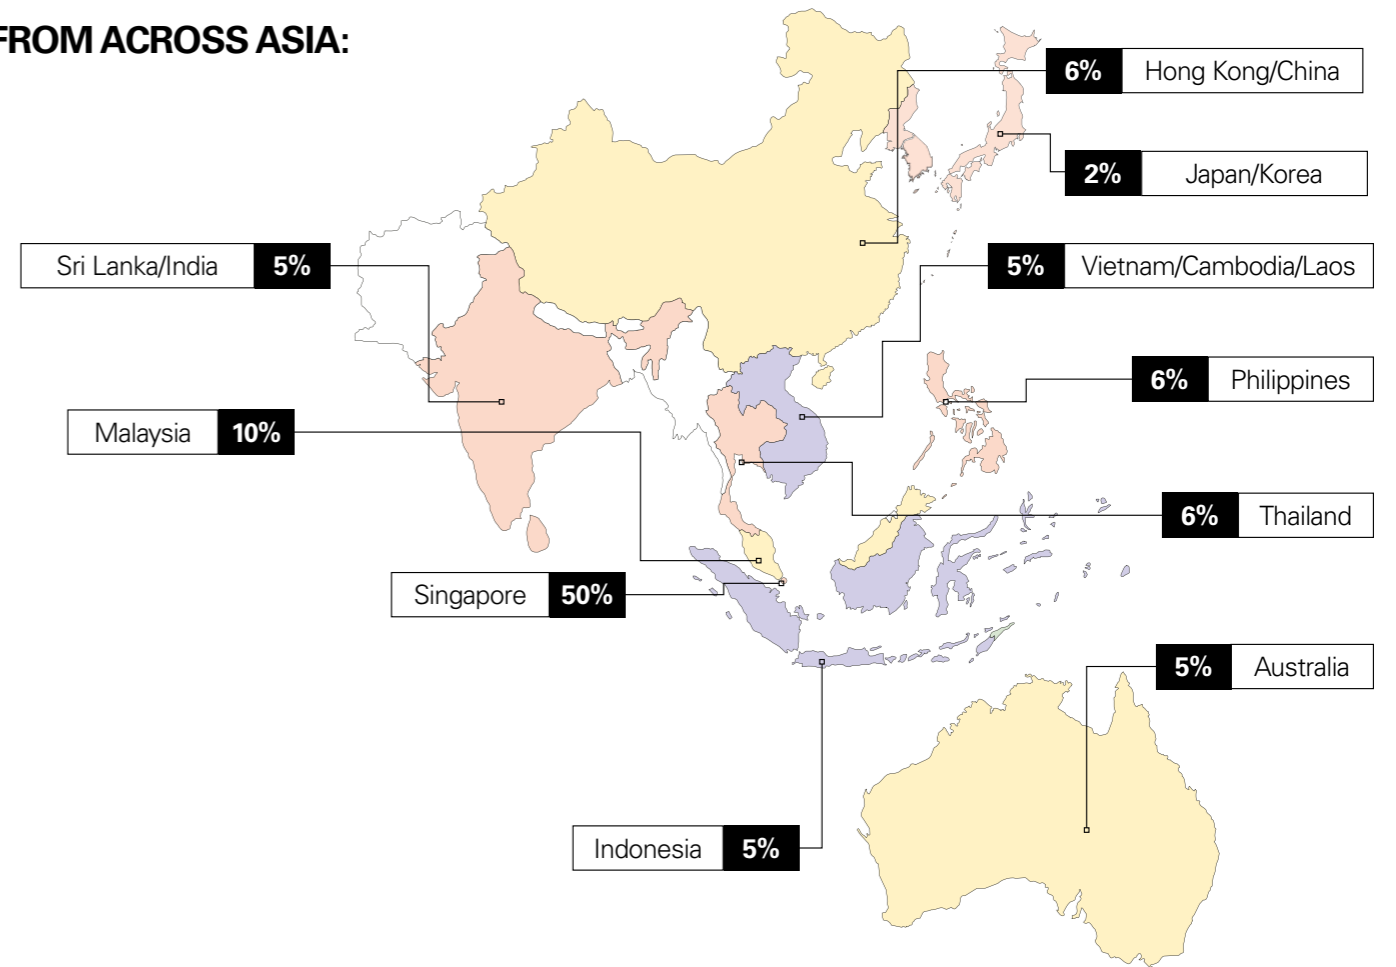 FROM ACROSS ASIA:
6% Hong Kong/China
2% Japan/Korea
Sri Lanka/India 5%
5% Vietnam/Cambodia/Laos
6% Philippines
Malaysia 10%
6% Thailand
Singapore 50%
5% Australia
Indonesia 5%